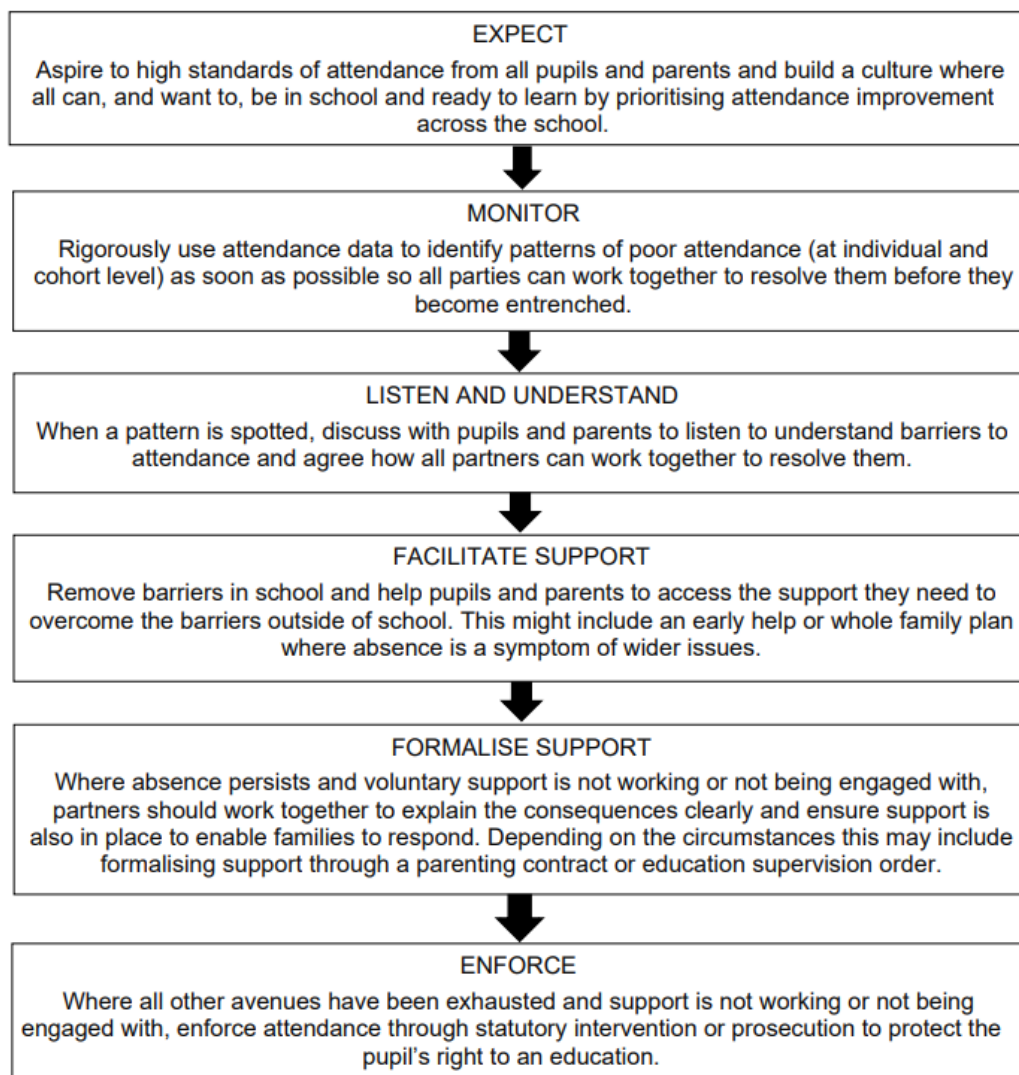 EXPECT
Aspire to high standards of attendance from all pupils and parents and build a culture where
all can, and want to, be in school and ready to learn by prioritising attendance improvement
across the school.
MONITOR
Rigorously use attendance data to identify patterns of poor attendance (at individual and
cohort level) as soon as possible so all parties can work together to resolve them before they
become entrenched.
LISTEN AND UNDERSTAND
When a pattern is spotted, discuss with pupils and parents to listen to understand barriers to
attendance and agree how all partners can work together to resolve them.
FACILITATE SUPPORT
Remove barriers in school and help pupils and parents to access the support they need to
overcome the barriers outside of school. This might include an early help or whole family plan
where absence is a symptom of wider issues.
FORMALISE SUPPORT
Where absence persists and voluntary support is not working or not being engaged with,
partners should work together to explain the consequences clearly and ensure support is
also in place to enable families to respond. Depending on the circumstances this may include
formalising support through a parenting contract or education supervision order.
ENFORCE
Where all other avenues have been exhausted and support is not working or not being
engaged with, enforce attendance through statutory intervention or prosecution to protect the
pupil's right to an education.